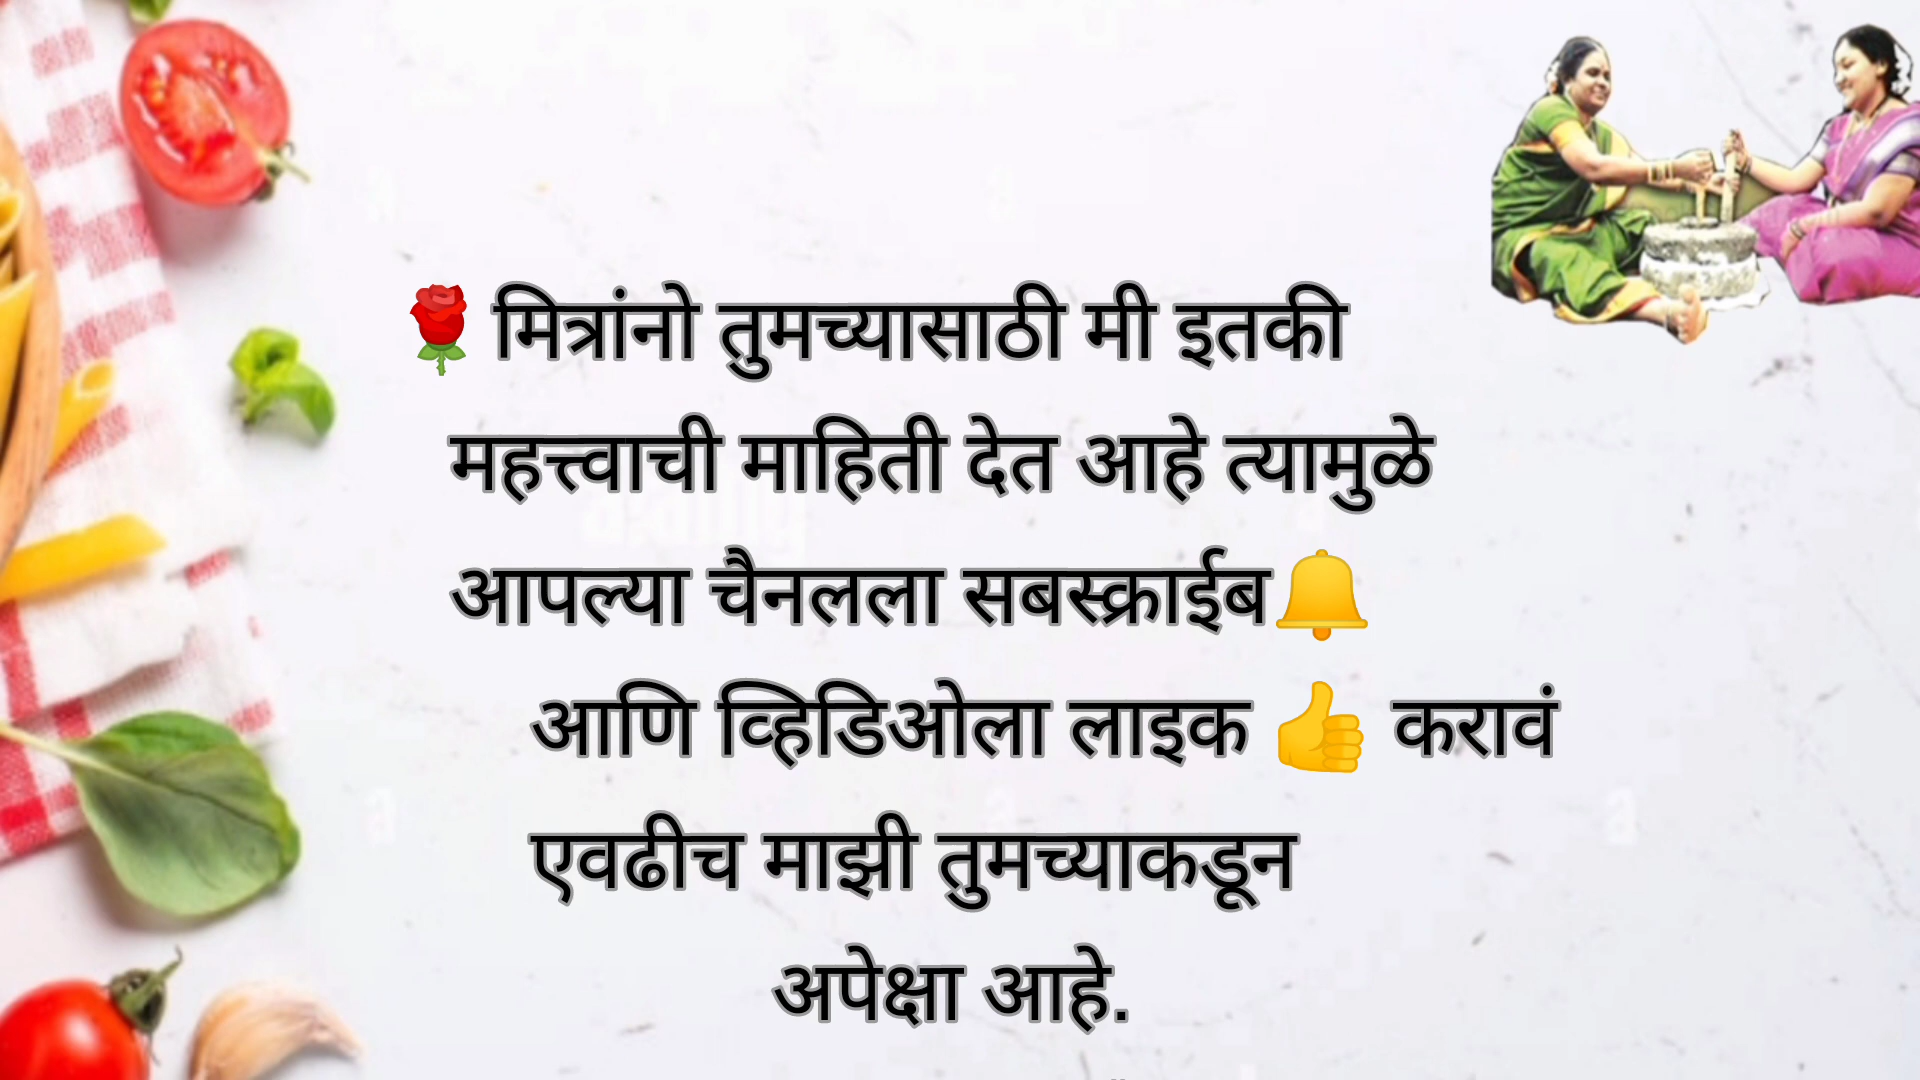 🌹 मित्रांनो तुमच्यासाठी मी इतकी
महत्त्वाची माहिती देत आहे त्यामुळे
आपल्या चैनलला सबस्क्राईब🔔
आणि व्हिडिओला लाइक 👍 करावं
एवढीच माझी तुमच्याकडून
अपेक्षा आहे.